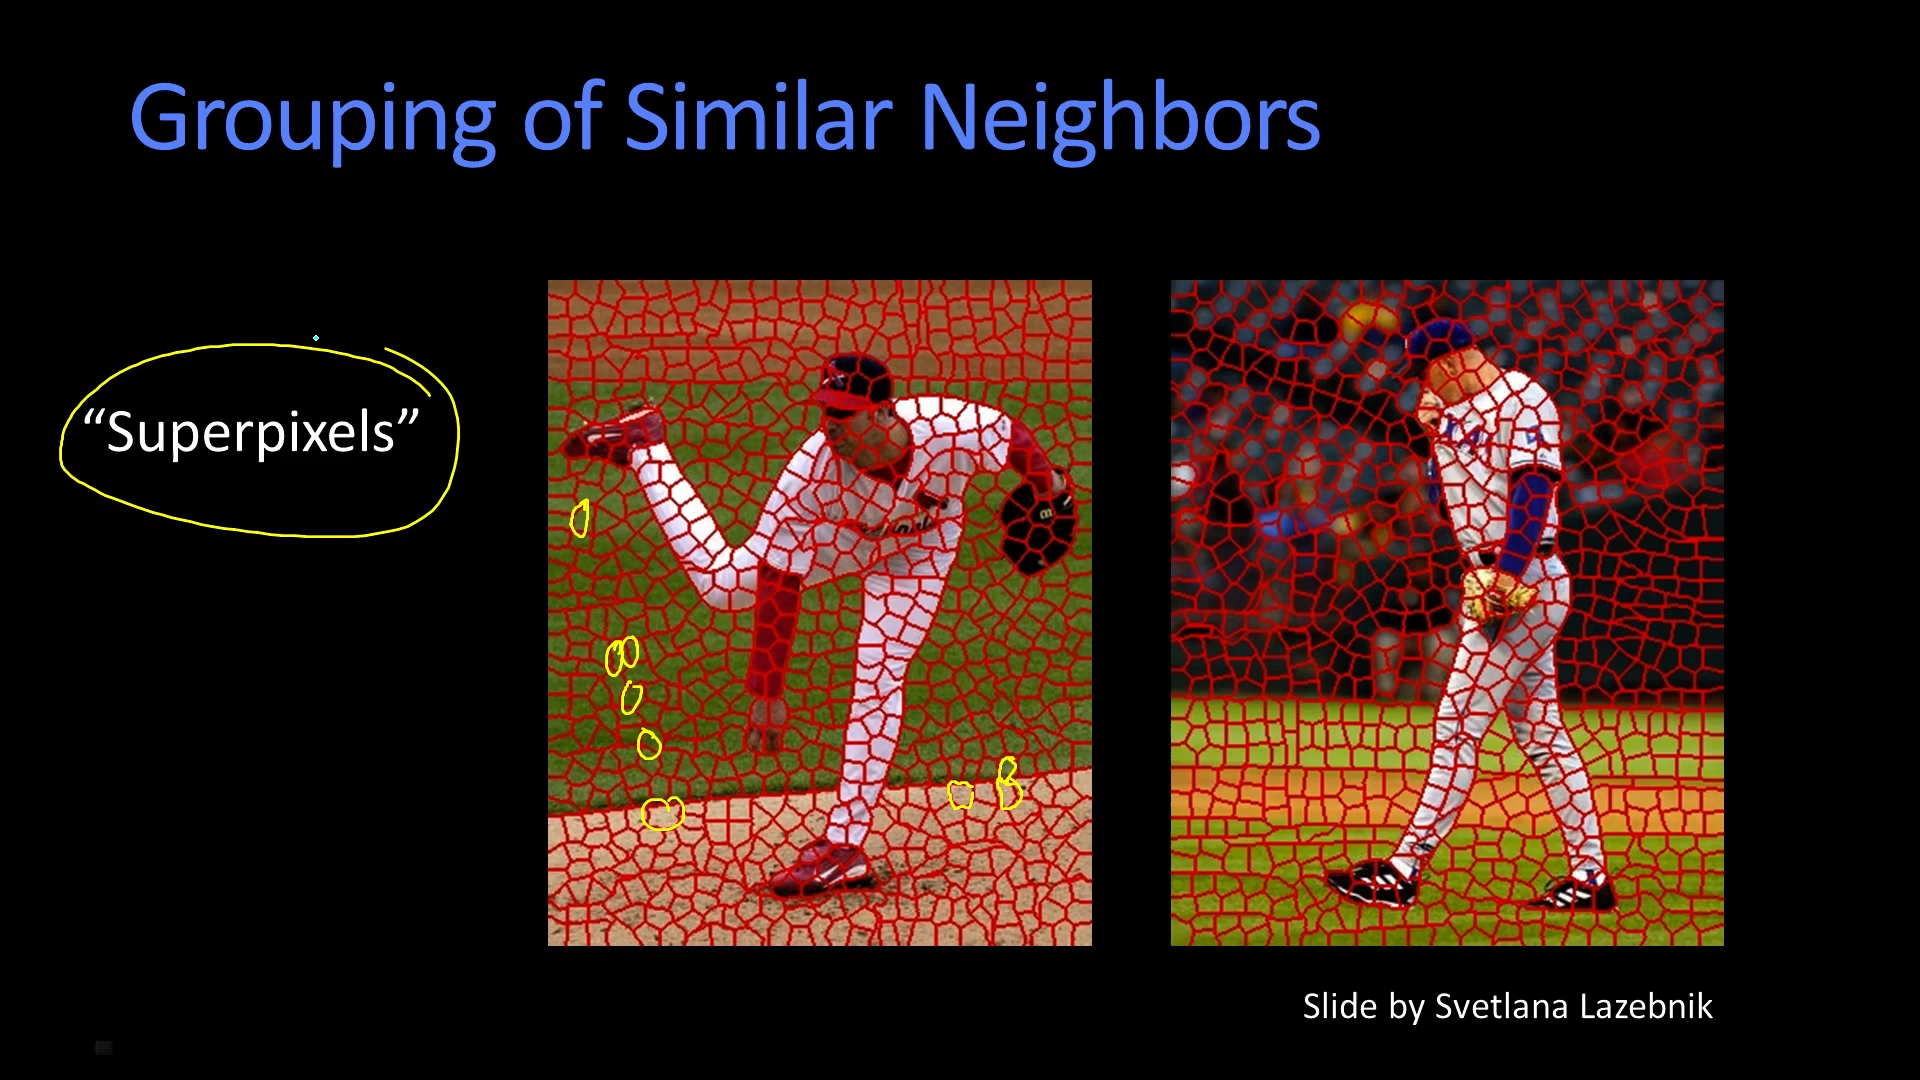 Grouping of Similar Neighbors
“Superpixels”
Slide by Svetlana Lazebnik